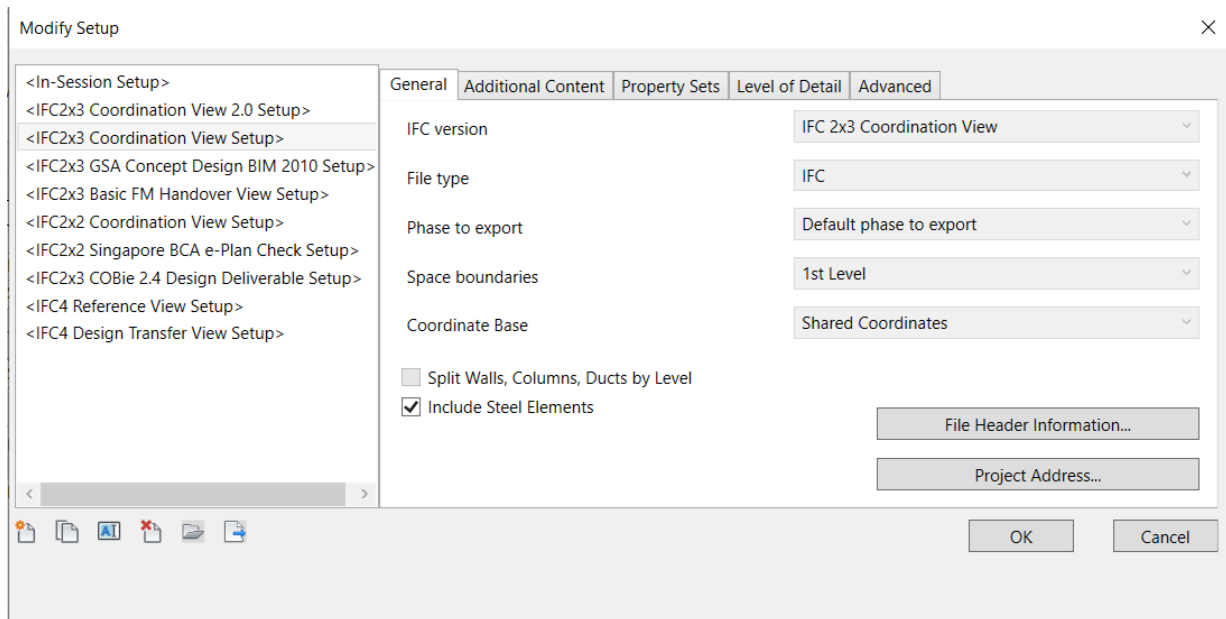 Modify Setup
<In-Session Setup>
<IFC2x3 Coordination View 2.0 Setup>
<IFC2x3 Coordination View Setup>
<IFC2x3 GSA Concept Design BIM 2010 Setup>
<IFC2x3 Basic FM Handover View Setup>
<IFC2x2 Coordination View Setup>
<IFC2x2 Singapore BCA e-Plan Check Setup>
<IFC2x3 COBie 2.4 Design Deliverable Setup>
<IFC4 Reference View Setup>
<IFC4 Design Transfer View Setup>
General Additional Content Property Sets Level of Detail Advanced
IFC version IFC 2x3 Coordination View
File type IFC
Phase to export Default phase to export
Space boundaries 1st Level
Coordinate Base Shared Coordinates
Split Walls, Columns, Ducts by Level
Include Steel Elements
File Header Information...
Project Address...
AI
OK Cancel